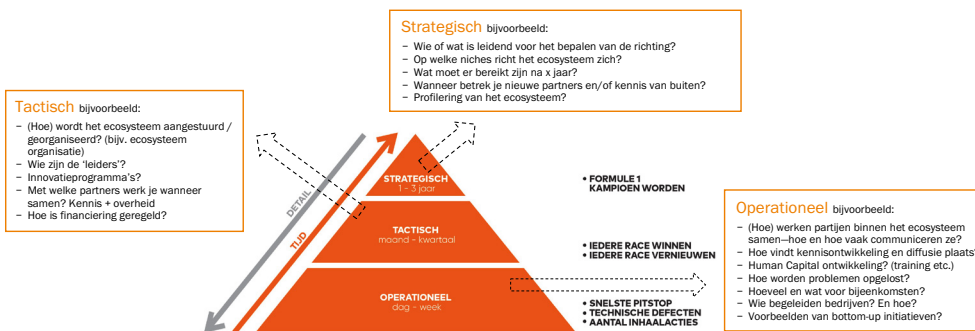 Strategisch bijvoorbeeld:
– Wie of wat is leidend voor het bepalen van de richting?
– Op welke niches richt het ecosysteem zich?
– Wat moet er bereikt zijn na x jaar?
– Wanneer betrek je nieuwe partners en/of kennis van buiten?
– Profilering van het ecosysteem?
Tactisch bijvoorbeeld:
– (Hoe) wordt het ecosysteem aangestuurd /
georganiseerd? (bijv. ecosysteem
organisatie)
– Wie zijn de 'leiders'?
– Innovatieprogramma's?
– Met welke partners werk je wanneer
samen? Kennis + overheid
– Hoe is financiering geregeld?
DETAIL
TIJD
STRATEGISCH
1 - 3 jaar
• FORMULE 1
KAMPIOEN WORDEN
TACTISCH
maand – kwartaal
• IEDERE RACE WINNEN
• IEDERE RACE VERNIEUWEN
OPERATIONEEL
dag – week
• SNELSTE PITSTOP
• TECHNISCHE DEFECTEN
• AANTAL INHAALACTIES
Operationeel bijvoorbeeld:
– (Hoe) werken partijen binnen het ecosysteem
samen—hoe en hoe vaak communiceren ze?
– Hoe vindt kennisontwikkeling en diffusie plaats?
– Human Capital ontwikkeling? (training etc.)
– Hoe worden problemen opgelost?
– Hoeveel en wat voor bijeenkomsten?
– Wie begeleiden bedrijven? En hoe?
– Voorbeelden van bottom-up initiatieven?